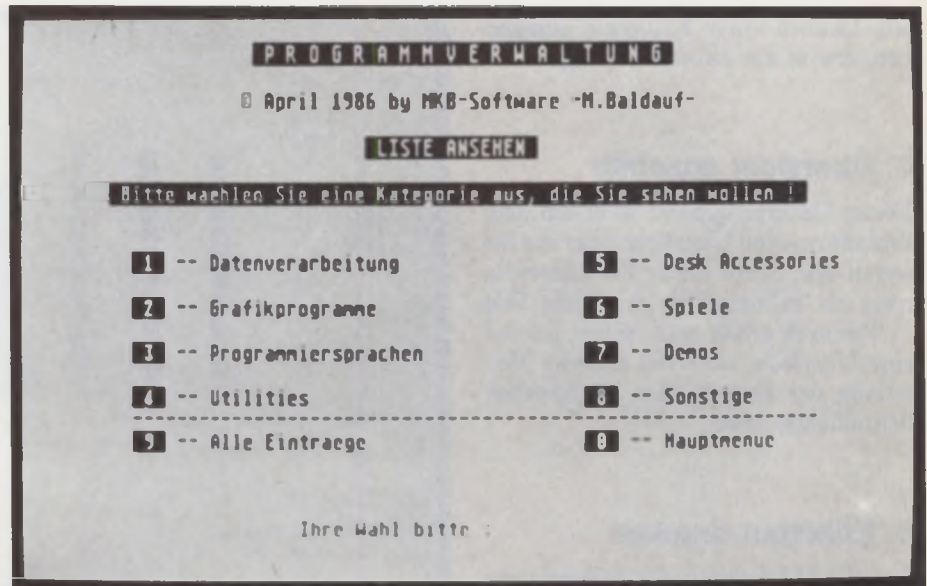 PROGRAMMVERWALTUNG
© April 1986 by MKB-Software -M.Baldauf-
LISTE ANSEHEN
Bitte waehlen Sie eine Kategorie aus, die Sie sehen wollen !
1 -- Datenverarbeitung
2 -- Grafikprogramme
3 -- Programmiersprachen
4 -- Utilities
9 -- Alle Eintraege
5 -- Desk Accessories
6 -- Spiele
7 -- Demos
8 -- Sonstige
0 -- Hauptmenue
Ihre Wahl bitte :